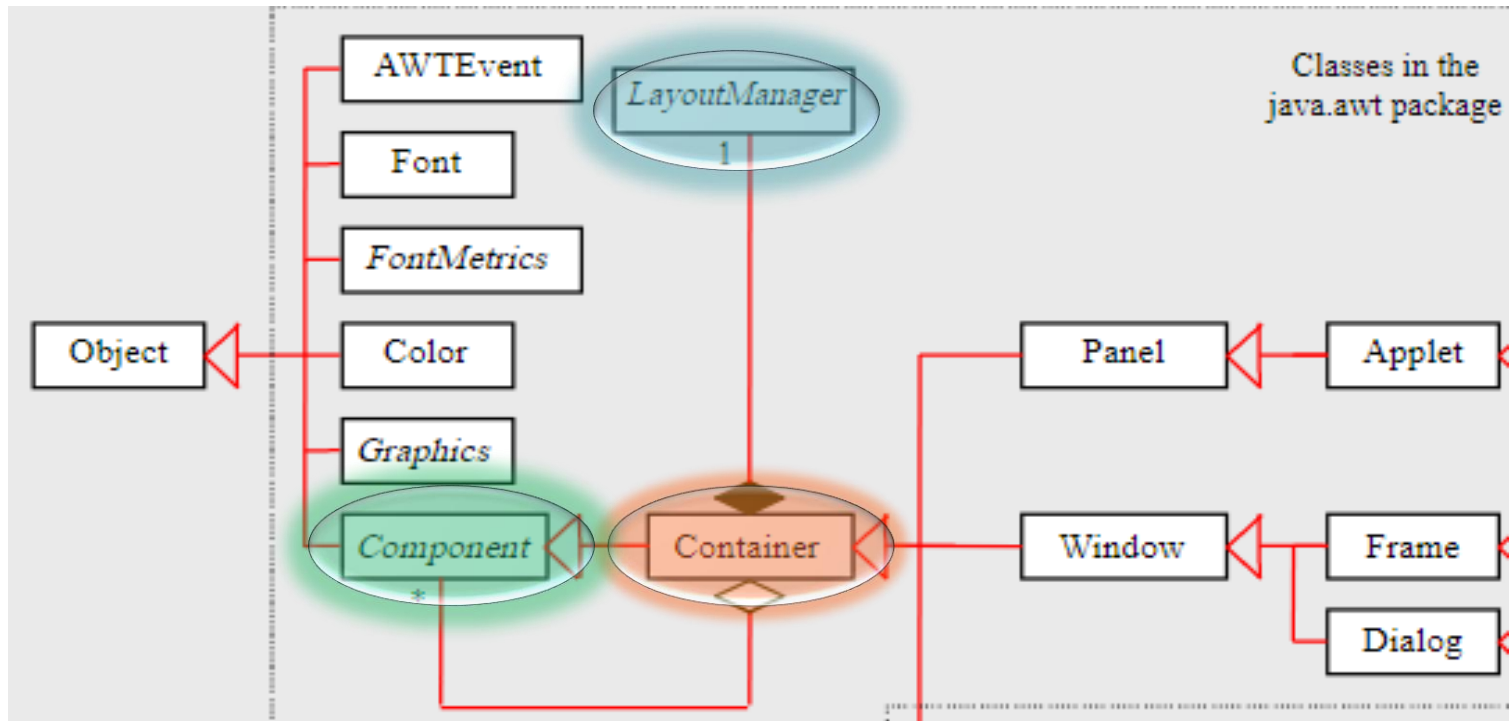 AWTEvent
LayoutManager
Classes in the
java.awt package
1
Font
FontMetrics
Object
Color
Panel
Applet
Graphics
Component
Container
Window
Frame
*
Dialog